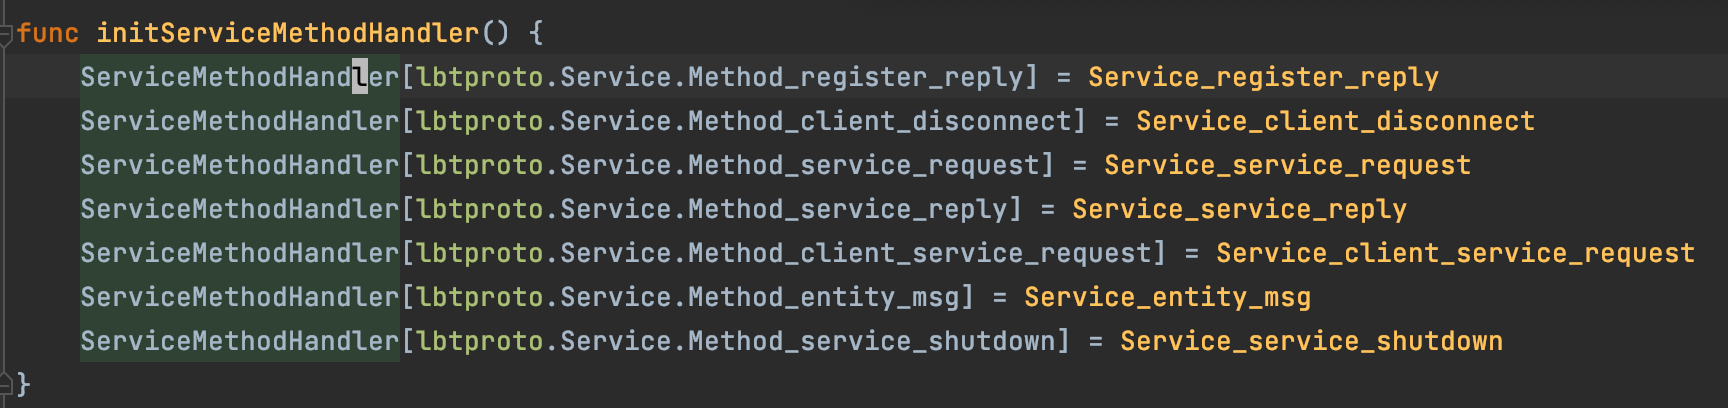 func initServiceMethodHandler() {
    ServiceMethodHandler[lbtproto.Service.Method_register_reply] = Service_register_reply
    ServiceMethodHandler[lbtproto.Service.Method_client_disconnect] = Service_client_disconnect
    ServiceMethodHandler[lbtproto.Service.Method_service_request] = Service_service_request
    ServiceMethodHandler[lbtproto.Service.Method_service_reply] = Service_service_reply
    ServiceMethodHandler[lbtproto.Service.Method_client_service_request] = Service_client_service_request
    ServiceMethodHandler[lbtproto.Service.Method_entity_msg] = Service_entity_msg
    ServiceMethodHandler[lbtproto.Service.Method_service_shutdown] = Service_service_shutdown
}